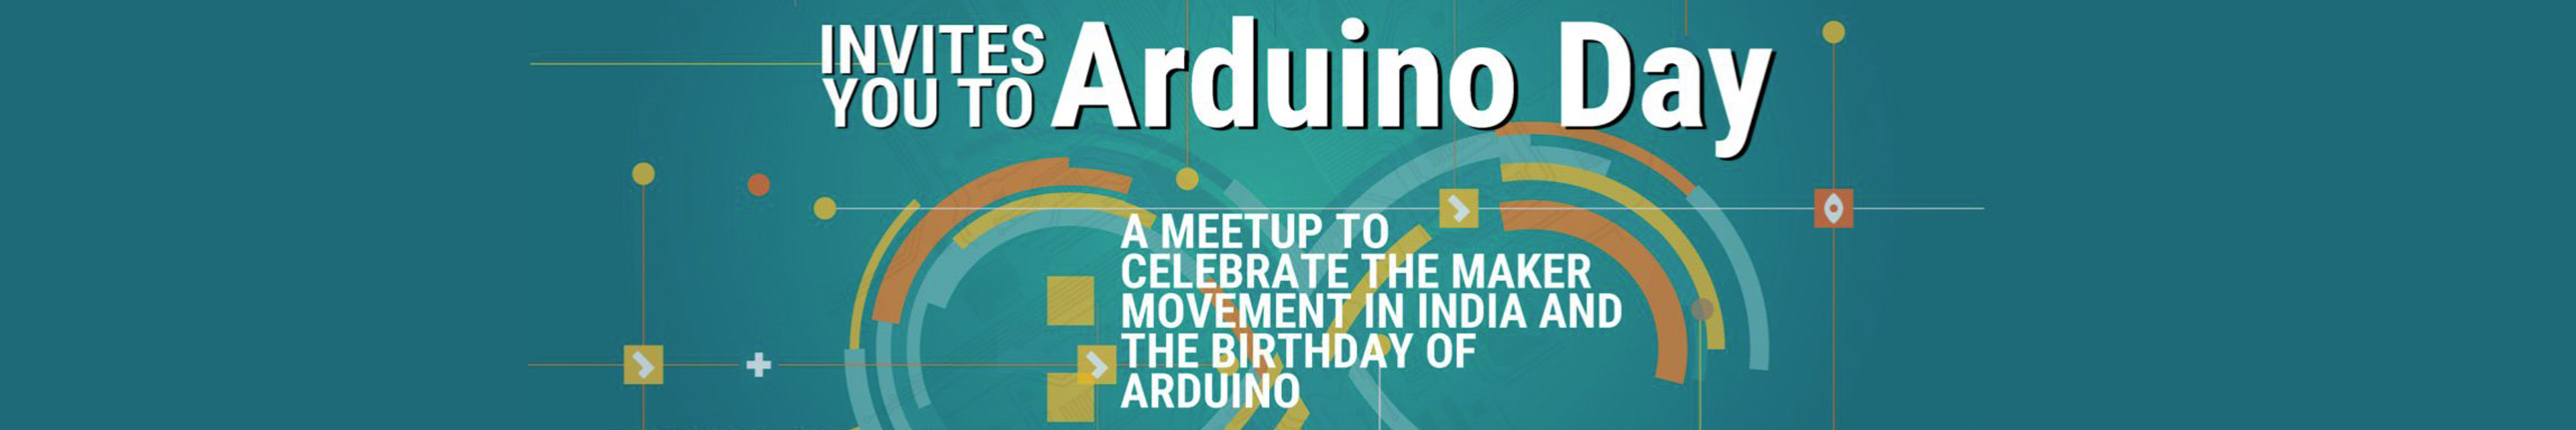 INVITES
YOU TO Arduino Day
A MEETUP TO
CELEBRATE THE MAKER
MOVEMENT IN INDIA AND
THE BIRTHDAY OF
ARDUINO